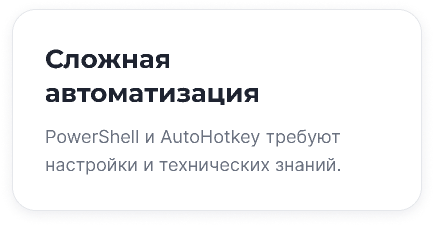 Сложная
автоматизация
PowerShell и AutoHotkey требуют
настройки и технических знаний.